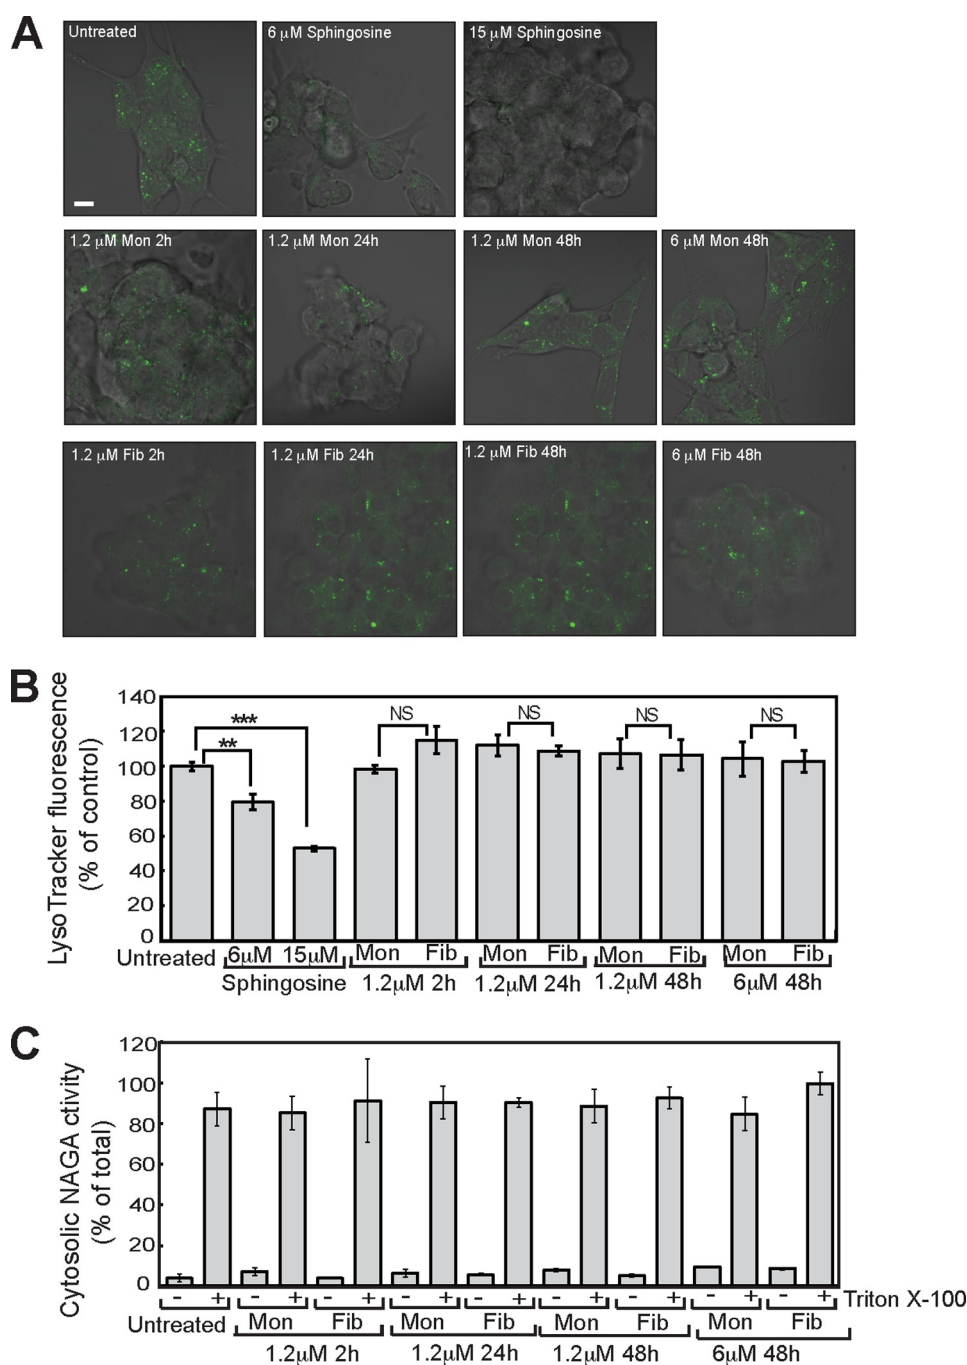 A
Untreated
6 µM Sphingosine
15 µM Sphingosine
1.2 µM Mon 2h
1.2 µM Mon 24h
1.2 µM Mon 48h
6 µM Mon 48h
1.2 µM Fib 2h
1.2 µM Fib 24h
1.2 µM Fib 48h
6 µM Fib 48h
B
LysoTracker fluorescence
(% of control)
140
120
100
80
60
40
20
0
***
**
NS
NS
NS
NS
Untreated
6µM 15µM
Mon Fib
Mon Fib
Mon Fib
Mon Fib
Sphingosine
1.2µM 2h
1.2µM 24h
1.2µM 48h
6µM 48h
C
Cytosolic NAGA ctivity
(% of total)
120
100
80
60
40
20
0
- + - + - + - + - + - + - + - + - + Triton X-100
Untreated Mon Fib Mon Fib Mon Fib Mon Fib
1.2µM 2h 1.2µM 24h 1.2µM 48h 6µM 48h